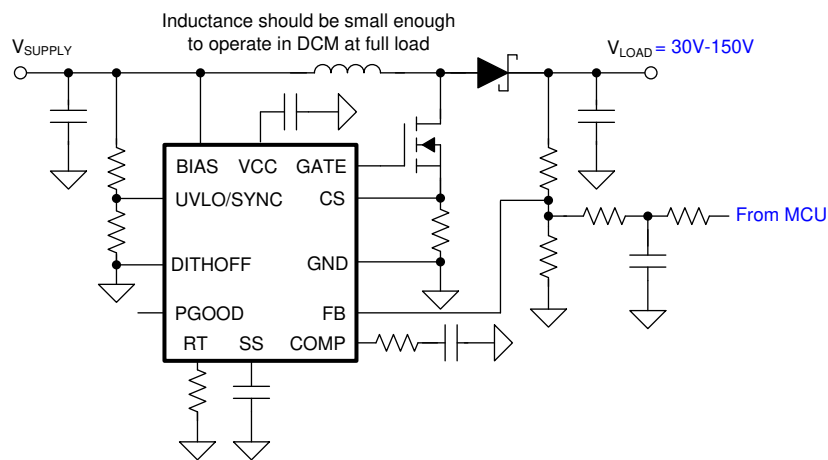 Inductance should be small enough
to operate in DCM at full load
VSUPPLY
VLOAD = 30V-150V
BIAS VCC GATE
UVLO/SYNC CS
From MCU
DITHOFF GND
PGOOD FB
RT SS COMP